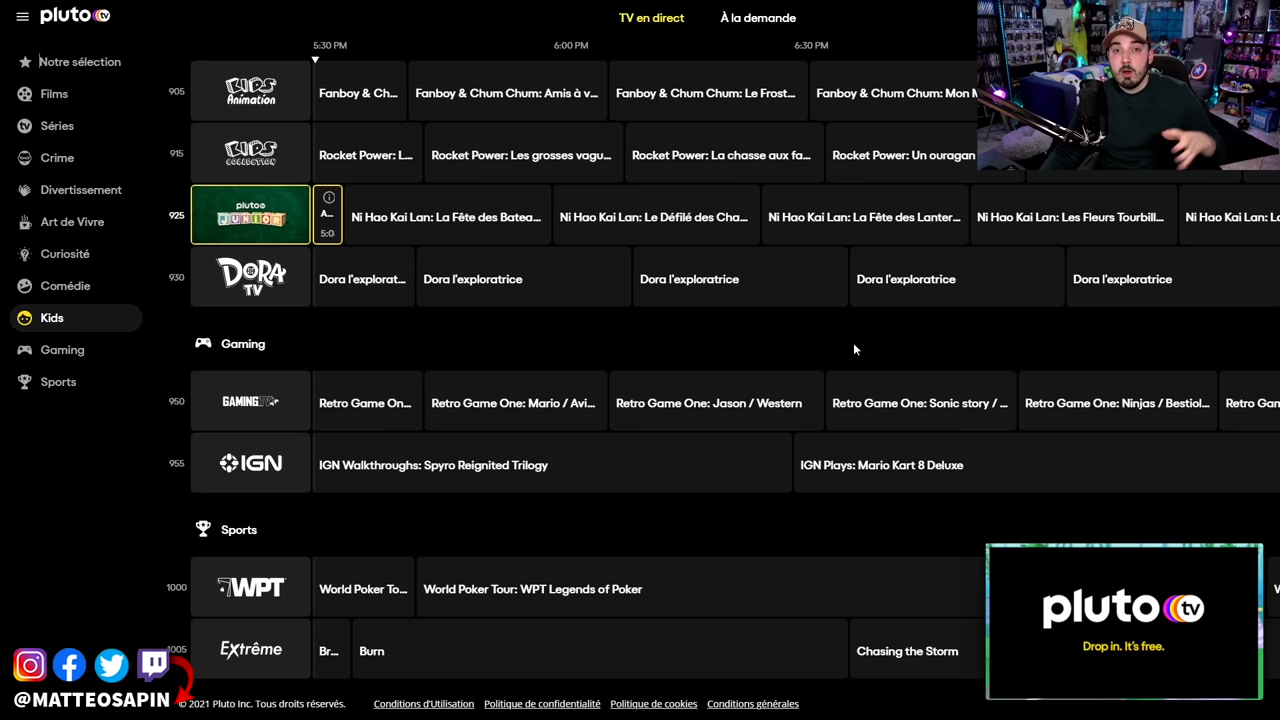 pluto tv
TV en direct
À la demande
5:30 PM
6:00 PM
6:30 PM
Notre sélection
Films
Séries
Crime
Divertissement
Art de Vivre
Curiosité
Comédie
Kids
Gaming
Sports
905
KIDS Animation
Fanboy & Ch...
Fanboy & Chum Chum: Amis à v...
Fanboy & Chum Chum: Le Frost...
Fanboy & Chum Chum: Mon M
915
KIDS COLLECTION
Rocket Power: L...
Rocket Power: Les grosses vagu...
Rocket Power: La chasse aux fa...
Rocket Power: Un ouragan
925
pluto tv
JUNIOR
A...
5:0
Ni Hao Kai Lan: La Fête des Batea...
Ni Hao Kai Lan: Le Défilé des Cha...
Ni Hao Kai Lan: La Fête des Lanter...
Ni Hao Kai Lan: Les Fleurs Tourbill...
Ni Hao Kai Lan: L
930
DORA TV
Dora l'explorat...
Dora l'exploratrice
Dora l'exploratrice
Dora l'exploratrice
Dora l'exploratrice
Gaming
950
GAMING TV
Retro Game On...
Retro Game One: Mario / Avi...
Retro Game One: Jason / Western
Retro Game One: Sonic story / ...
Retro Game One: Ninjas / Bestiol...
Retro Gam
955
IGN
IGN Walkthroughs: Spyro Reignited Trilogy
IGN Plays: Mario Kart 8 Deluxe
Sports
1000
WPT
World Poker To...
World Poker Tour: WPT Legends of Poker
1005
EXtrême
Br...
Burn
Chasing the Storm
pluto tv
Drop in. It's free.
@MATTEOSAPIN
© 2021 Pluto Inc. Tous droits réservés.
Conditions d'Utilisation
Politique de confidentialité
Politique de cookies
Conditions générales